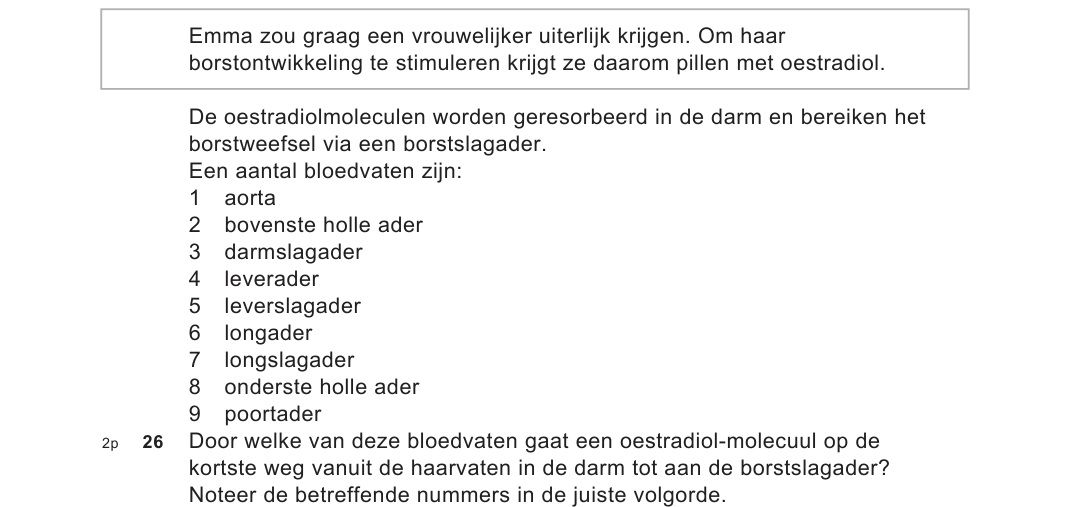 Emma zou graag een vrouwelijker uiterlijk krijgen. Om haar
borstontwikkeling te stimuleren krijgt ze daarom pillen met oestradiol.
De oestradiolmoleculen worden geresorbeerd in de darm en bereiken het
borstweefsel via een borstslagader.
Een aantal bloedvaten zijn:
1 aorta
2 bovenste holle ader
3 darmslagader
4 leverader
5 leverslagader
6 longader
7 longslagader
8 onderste holle ader
9 poortader
2p 26 Door welke van deze bloedvaten gaat een oestradiol-molecuul op de
kortste weg vanuit de haarvaten in de darm tot aan de borstslagader?
Noteer de betreffende nummers in de juiste volgorde.